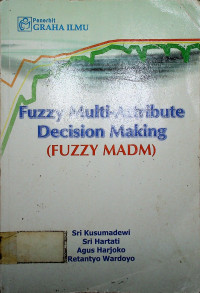 Penerbit
GRAHA ILMU
Fuzzy Multi-Attribute
Decision Making
(FUZZY MADM)
Sri Kusumadewi
Sri Hartati
Agus Harjoko
Retantyo Wardoyo